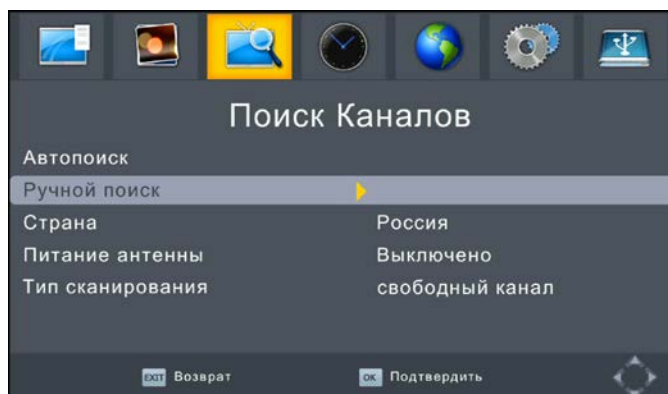 Поиск Каналов
Автопоиск
Ручной поиск
Страна Россия
Питание антенны Выключено
Тип сканирования свободный канал
EXIT Возврат OK Подтвердить